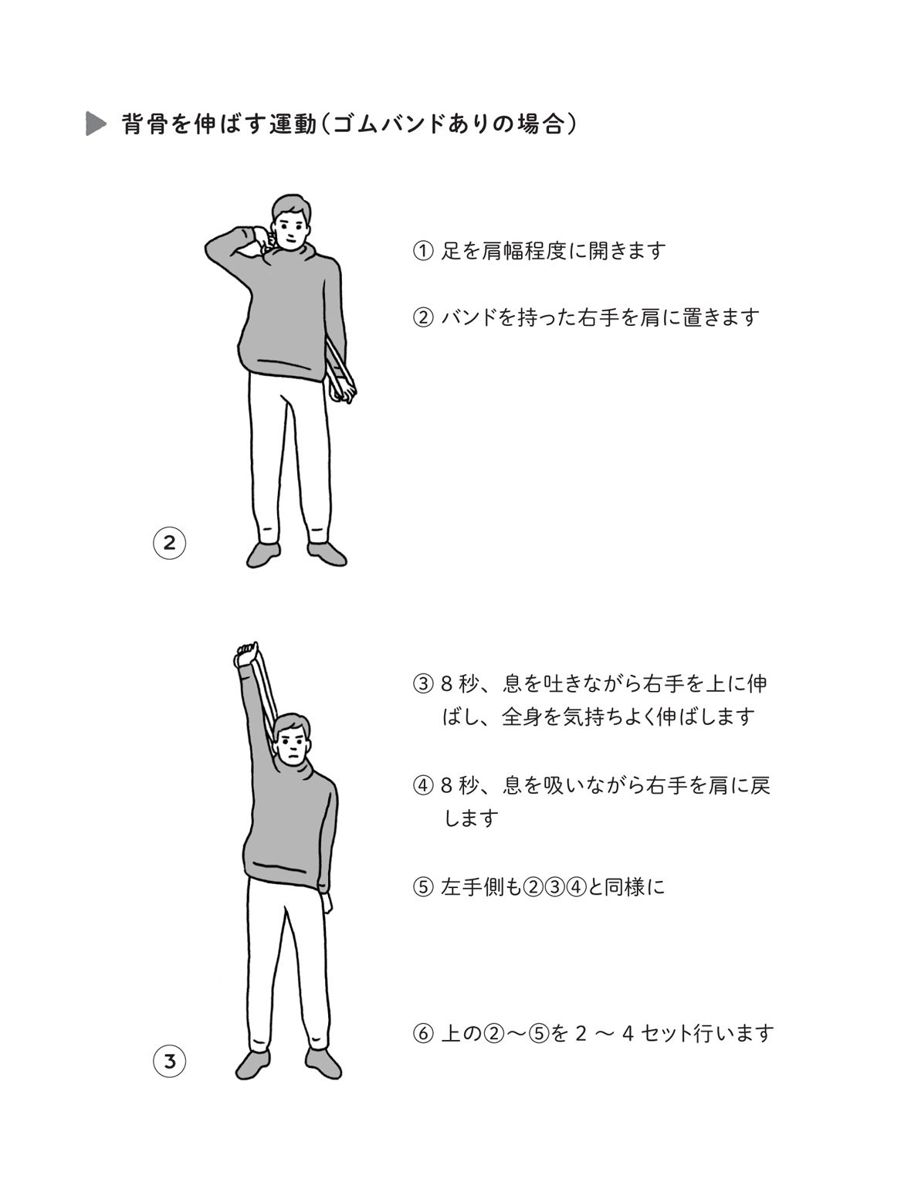 背骨を伸ばす運動(ゴムバンドありの場合)
① 足を肩幅程度に開きます
② バンドを持った右手を肩に置きます
2
③ 8 秒、息を吐きながら右手を上に伸
ばし、全身を気持ちよく伸ばします
④ 8 秒、息を吸いながら右手を肩に戻
します
⑤ 左手側も②③④と同様に
⑥ 上の②〜⑤を 2 〜 4 セット行います
3